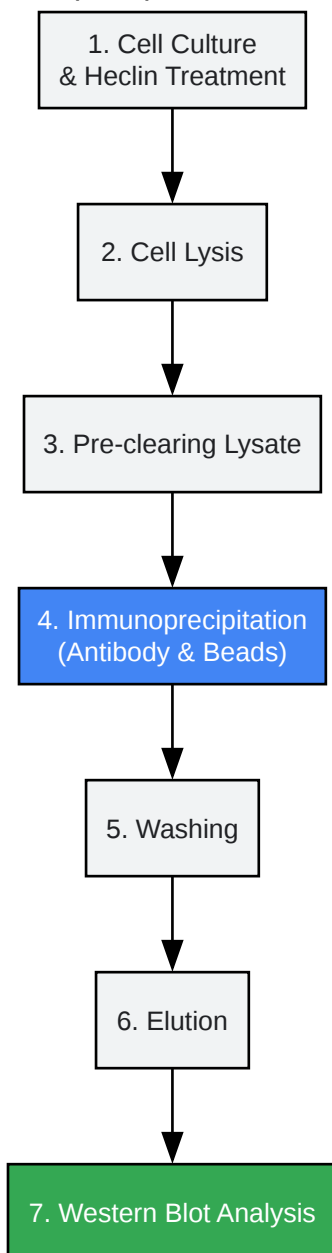 1. Cell Culture
& Heclin Treatment
2. Cell Lysis
3. Pre-clearing Lysate
4. Immunoprecipitation
(Antibody & Beads)
5. Washing
6. Elution
7. Western Blot Analysis